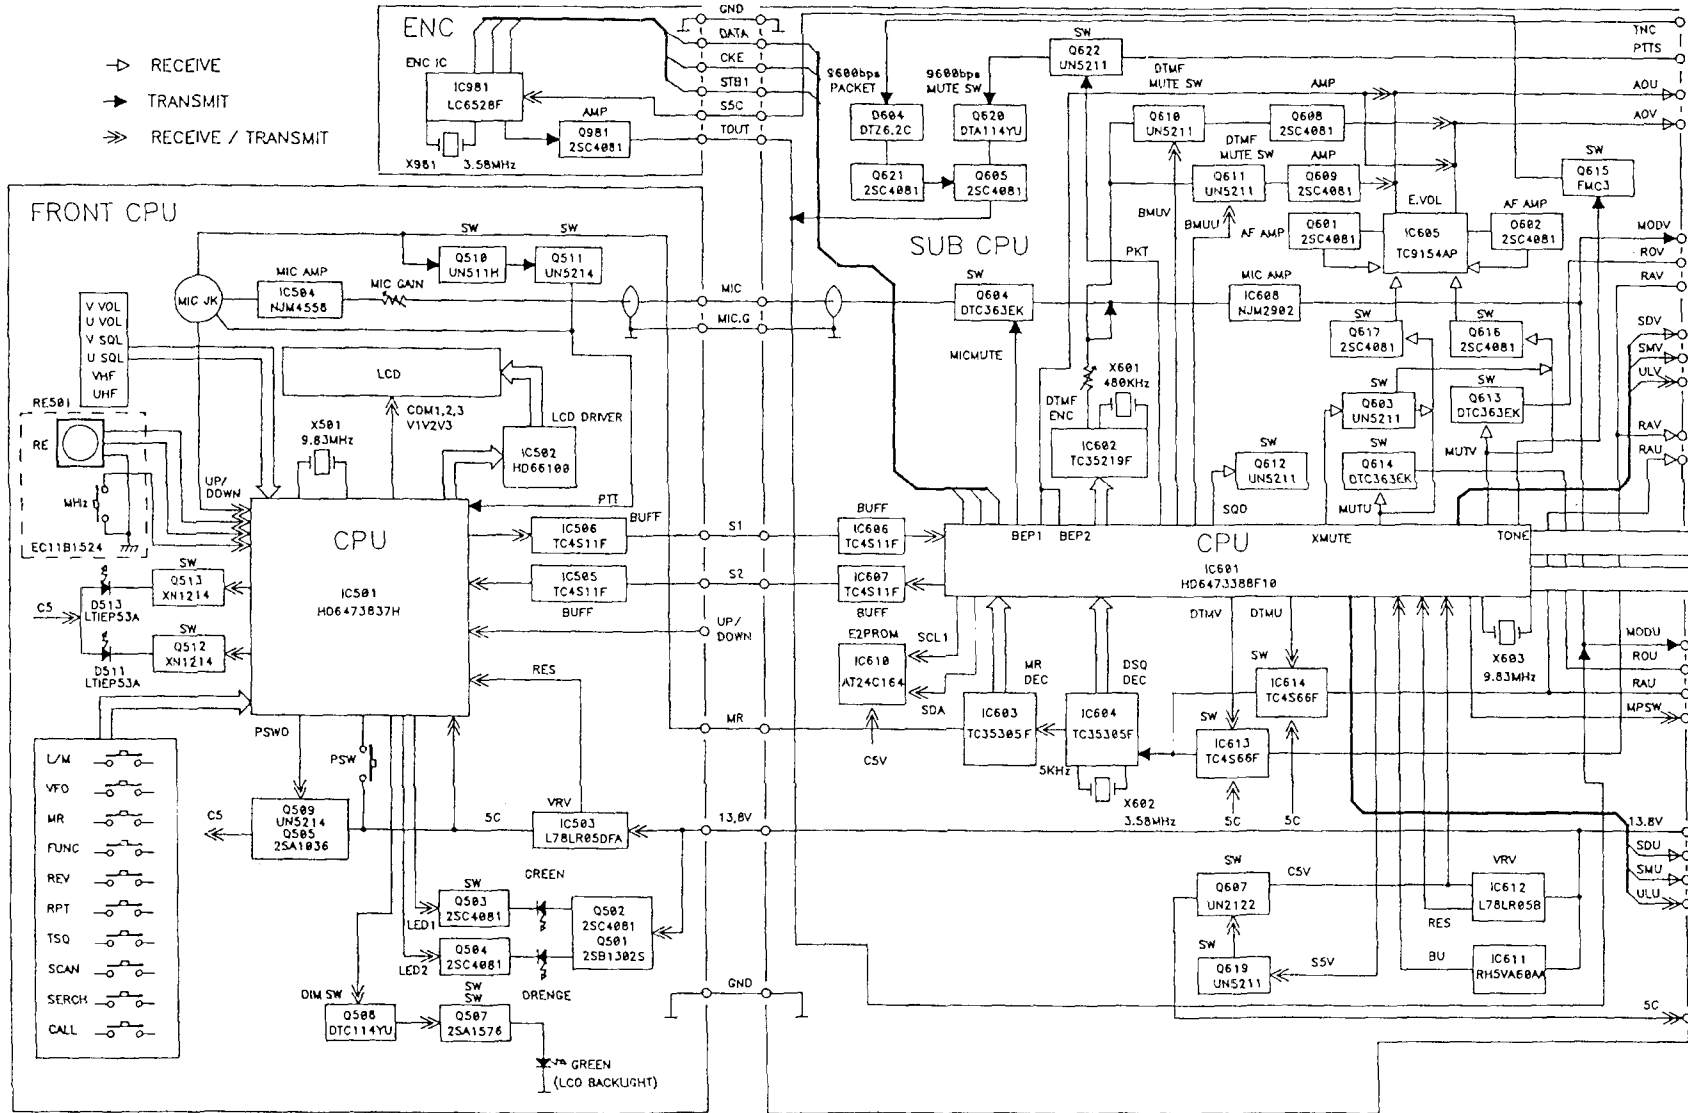 RECEIVE
TRANSMIT
RECEIVE / TRANSMIT
ENC
ENC IC
IC981
LC6528F
AMP
Q981
2SC4081
X981
3.58MHz
GND
DATA
CKE
STB1
S5C
TOUT
FRONT CPU
V VOL
U VOL
V SQL
U SQL
VHF
UHF
MIC JK
MIC AMP
IC504
NJM4558
MIC GAIN
SW
Q510
UN511H
SW
Q511
UN5214
MIC
MIC.G
LCD
COM1,2,3
V1V2V3
LCD DRIVER
IC502
HD66100
X501
9.83MHz
RE501
RE
MHz
EC11B1524
UP/
DOWN
PTT
CPU
IC501
HD6473837H
BUFF
IC506
TC4S11F
IC505
TC4S11F
BUFF
S1
S2
UP/
DOWN
C5
D513
LTIEP53A
D511
LTIEP53A
SW
Q513
XN1214
SW
Q512
XN1214
RES
MR
L/M
VFO
MR
FUNC
REV
RPT
TSQ
SCAN
SERCH
CALL
PSWO
PSW
C5
Q509
UN5214
Q505
2SA1036
5C
VRV
IC503
L78LR05DFA
13,8V
GREEN
SW
Q503
2SC4081
LED1
SW
Q504
2SC4081
LED2
Q502
2SC4081
Q501
2SB1302S
DRENGE
DIM SW
Q508
DTC114YU
SW
Q507
2SA1576
GREEN
(LCD BACKLIGHT)
GND
SUB CPU
9600bps
PACKET
D604
DTZ6.2C
9600bps
MUTE SW
Q620
DTA114YU
Q621
2SC4081
Q605
2SC4081
SW
Q622
UN5211
DTMF
MUTE SW
Q610
UN5211
AMP
Q608
2SC4081
DTMF
MUTE SW
Q611
UN5211
AMP
Q609
2SC4081
BMUV
BMUU
PKT
AF AMP
Q601
2SC4081
E.VOL
IC605
TC9154AP
AF AMP
Q602
2SC4081
SW
Q615
FMC3
SW
Q604
DTC363EK
MIC AMP
IC608
NJM2902
MICMUTE
DTMF
ENC
X601
480KHz
IC602
TC35219F
SW
Q617
2SC4081
SW
Q616
2SC4081
SW
Q603
UN5211
SW
Q613
DTC363EK
SW
Q612
UN5211
SW
Q614
DTC363EK
SQD
MUTU
MUTV
BUFF
IC606
TC4S11F
IC607
TC4S11F
BUFF
BEP1
BEP2
CPU
IC601
HD6473388F10
XMUTE
TONE
E2PROM
IC610
AT24C164
SCL1
SDA
C5V
MR
DEC
IC603
TC35305F
DSQ
DEC
IC604
TC35305F
5KHz
X602
3.58MHz
DTMV
DTMU
SW
IC614
TC4S66F
SW
IC613
TC4S66F
5C
5C
X603
9.83MHz
SW
Q607
UN2122
C5V
SW
Q619
UN5211
S5V
RES
BU
VRV
IC612
L78LR05B
IC611
RH5VA60AA
TNC
PTTS
AOU
AOV
MODV
ROV
RAV
SDV
SMV
ULV
RAV
RAU
MODU
ROU
RAU
MPSW
13.8V
SDU
SMU
ULU
5C